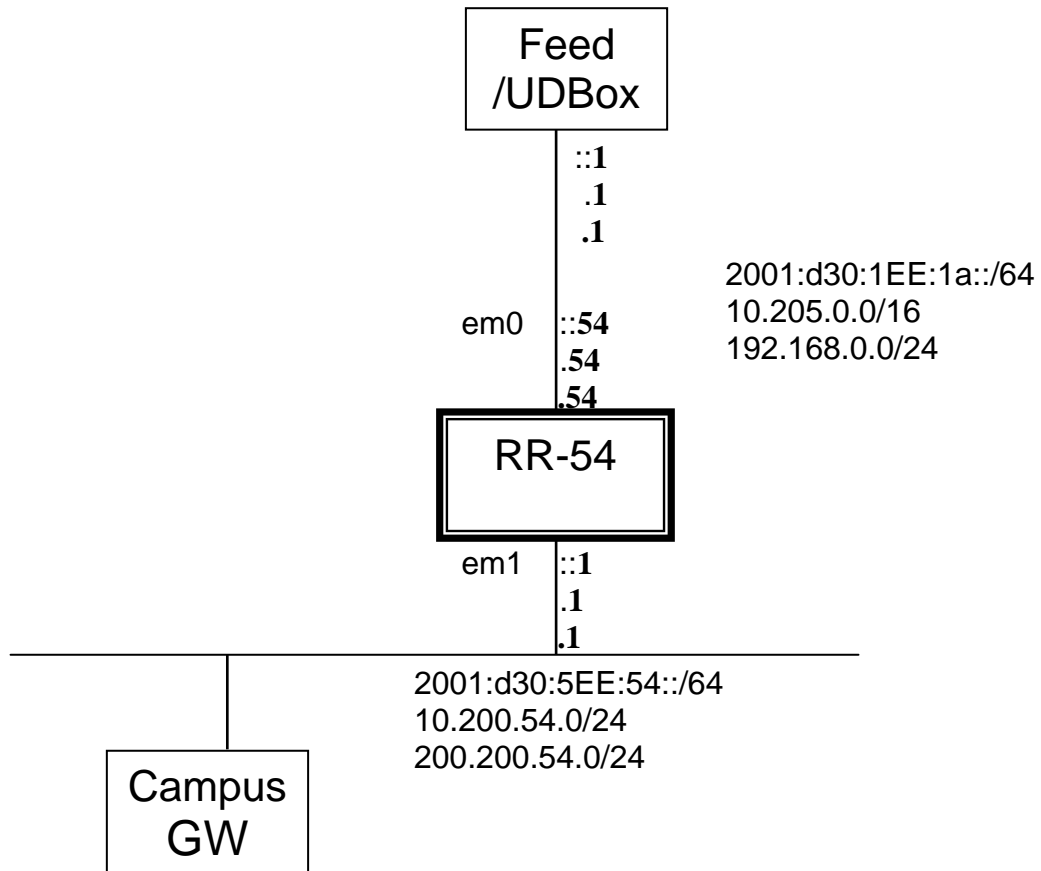 Feed
/UDBox
::1
.1
.1
2001:d30:1EE:1a::/64
10.205.0.0/16
192.168.0.0/24
em0
::54
.54
.54
RR-54
em1
::1
.1
.1
2001:d30:5EE:54::/64
10.200.54.0/24
200.200.54.0/24
Campus
GW